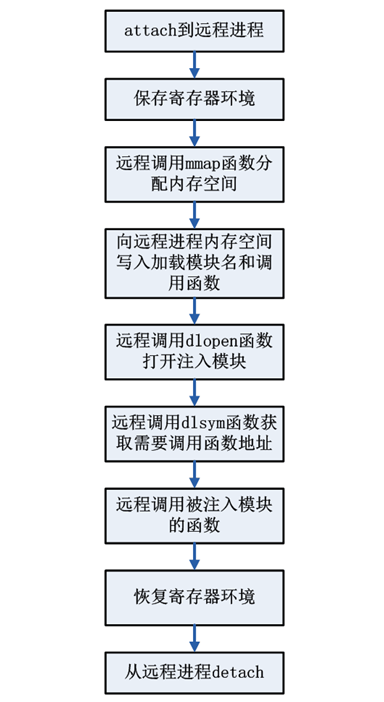 attach到远程进程
保存寄存器环境
远程调用mmap函数分
配内存空间
向远程进程内存空间
写入加载模块名和调
用函数
远程调用dlopen函数
打开注入模块
远程调用dlsym函数获
取需要调用函数地址
远程调用被注入模块
的函数
恢复寄存器环境
从远程进程detach